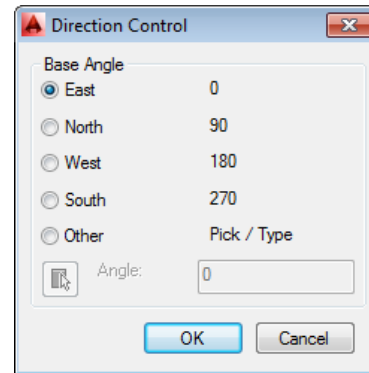 Direction Control
Base Angle
East 0
North 90
West 180
South 270
Other Pick / Type
Angle: 0
OK Cancel